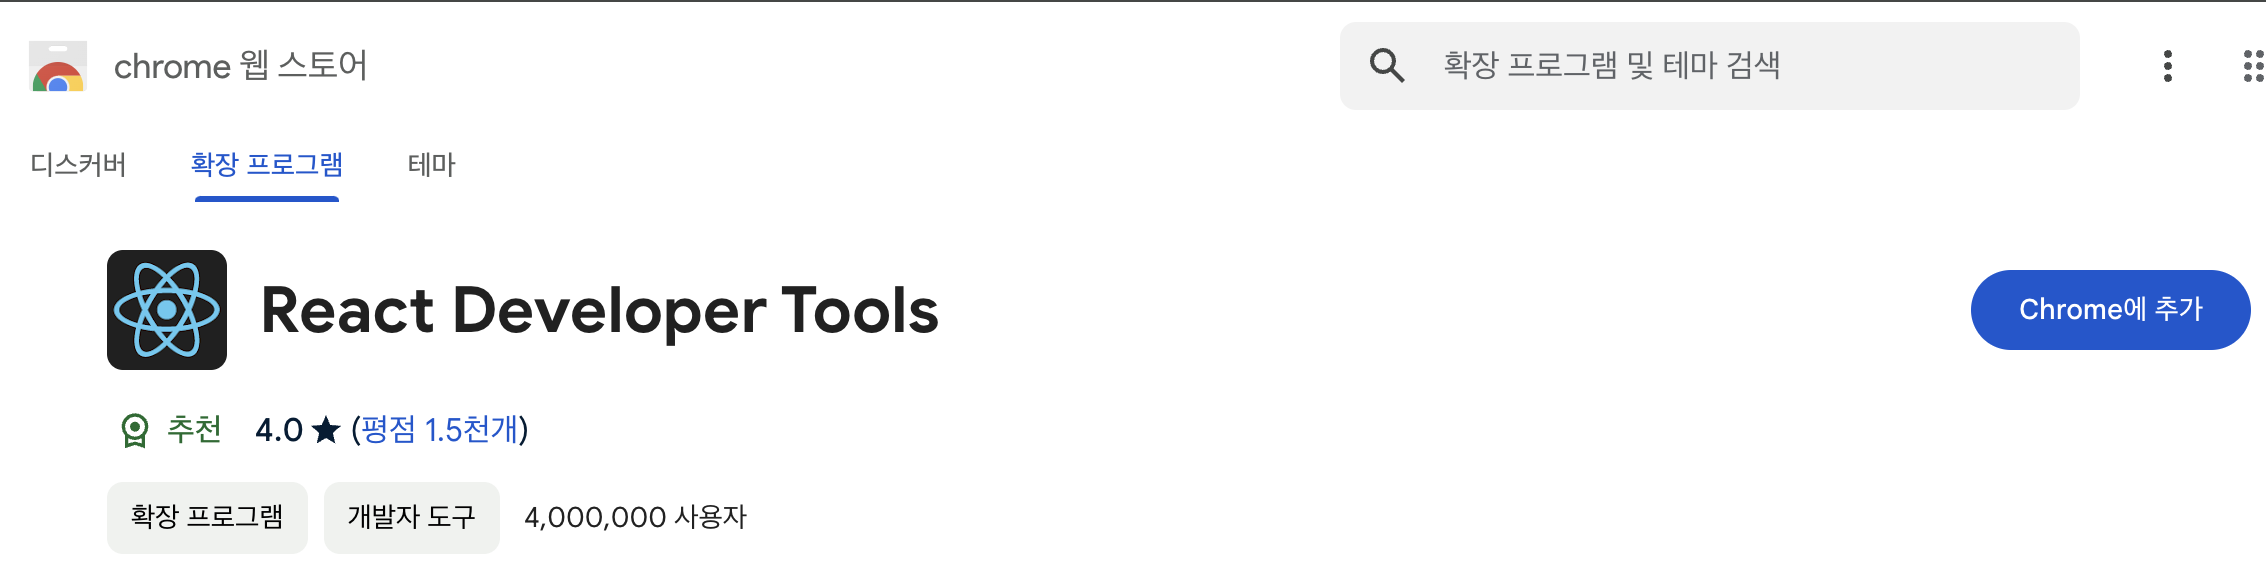 chrome 웹 스토어
확장 프로그램 및 테마 검색
디스커버 확장 프로그램 테마
React Developer Tools
Chrome에 추가
추천 4.0 ★ (평점 1.5천개)
확장 프로그램 개발자 도구 4,000,000 사용자